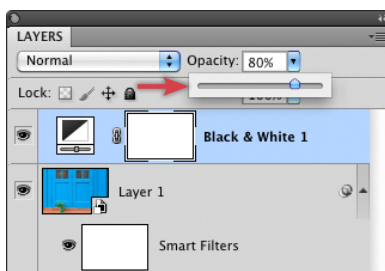 LAYERS
Normal Opacity: 80%
Lock:
Black & White 1
Layer 1
Smart Filters